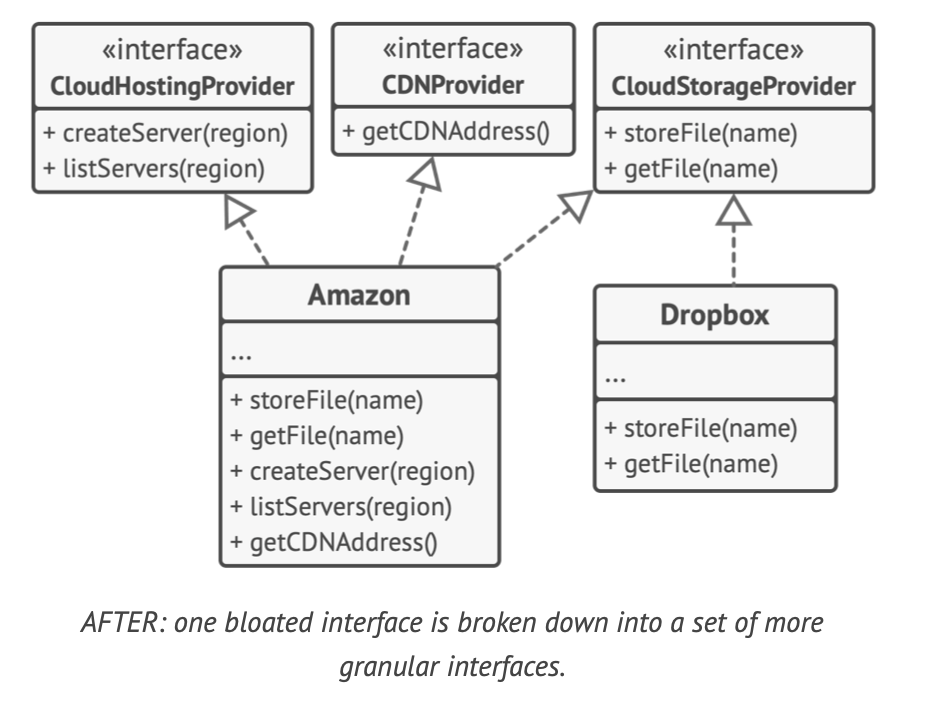 «interface»
CloudHostingProvider
+ createServer(region)
+ listServers(region)
«interface»
CDNProvider
+ getCDNAddress()
«interface»
CloudStorageProvider
+ storeFile(name)
+ getFile(name)
Amazon
...
+ storeFile(name)
+ getFile(name)
+ createServer(region)
+ listServers(region)
+ getCDNAddress()
Dropbox
...
+ storeFile(name)
+ getFile(name)
AFTER: one bloated interface is broken down into a set of more
granular interfaces.